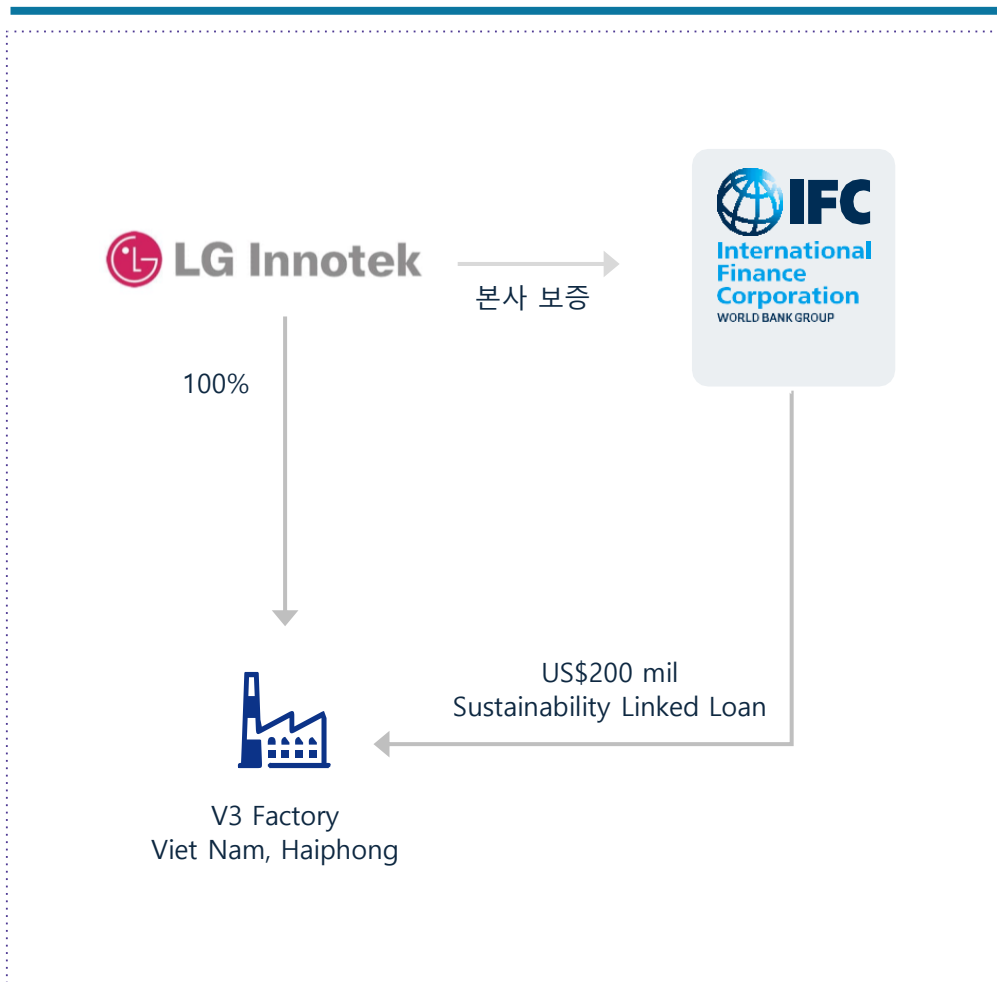 LG Innotek
본사 보증
IFC
International
Finance
Corporation
WORLD BANK GROUP
100%
US$200 mil
Sustainability Linked Loan
V3 Factory
Viet Nam, Haiphong